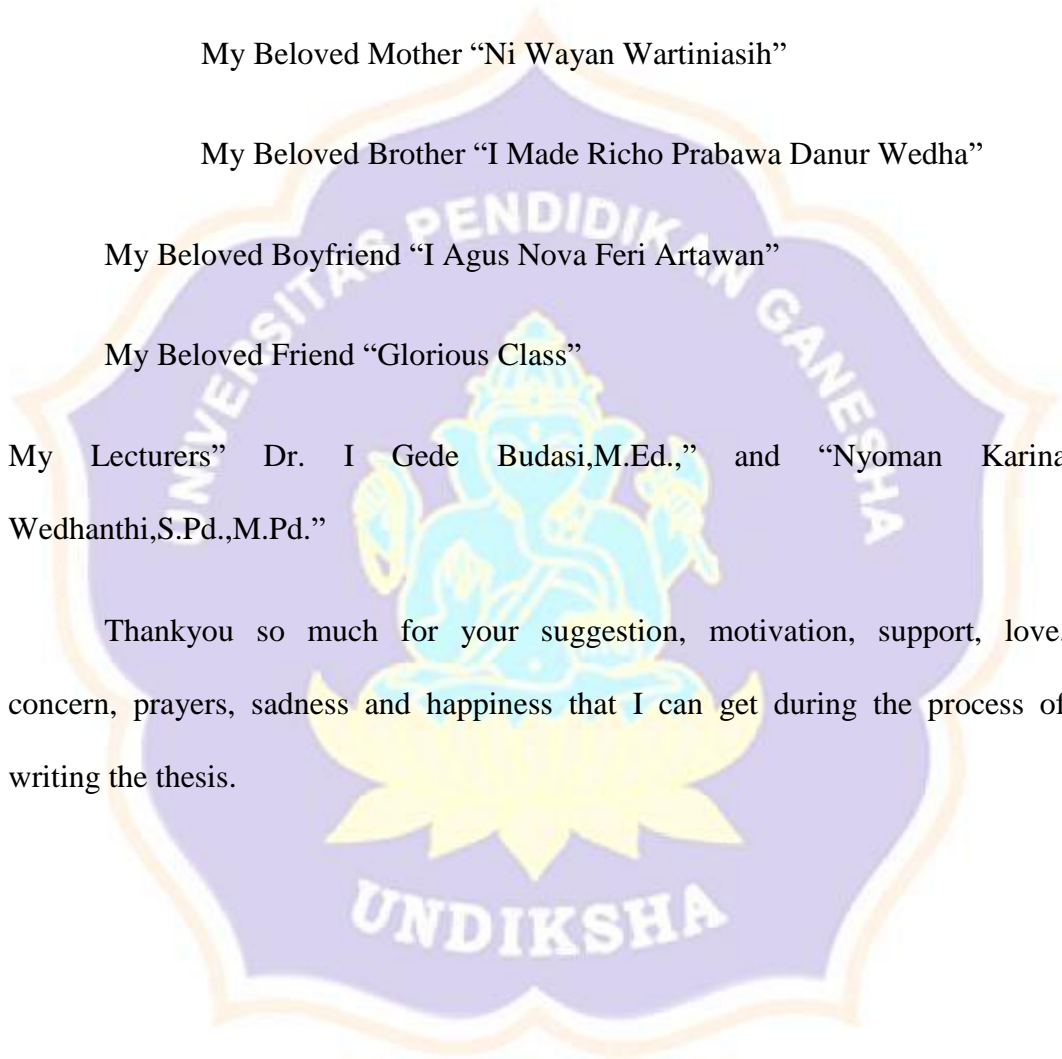 My Beloved Mother “Ni Wayan Wartiniasih”
My Beloved Brother “I Made Richo Prabawa Danur Wedha”
My Beloved Boyfriend “I Agus Nova Feri Artawan”
My Beloved Friend “Glorious Class”
My Lecturers” Dr. I Gede Budasi,M.Ed.,” and “Nyoman Karina
Wedhanthi,S.Pd.,M.Pd.”
Thankyou so much for your suggestion, motivation, support, love,
concern, prayers, sadness and happiness that I can get during the process of
writing the thesis.
UNIVERSITAS PENDIDIKAN GANESHA
UNDIKSHA